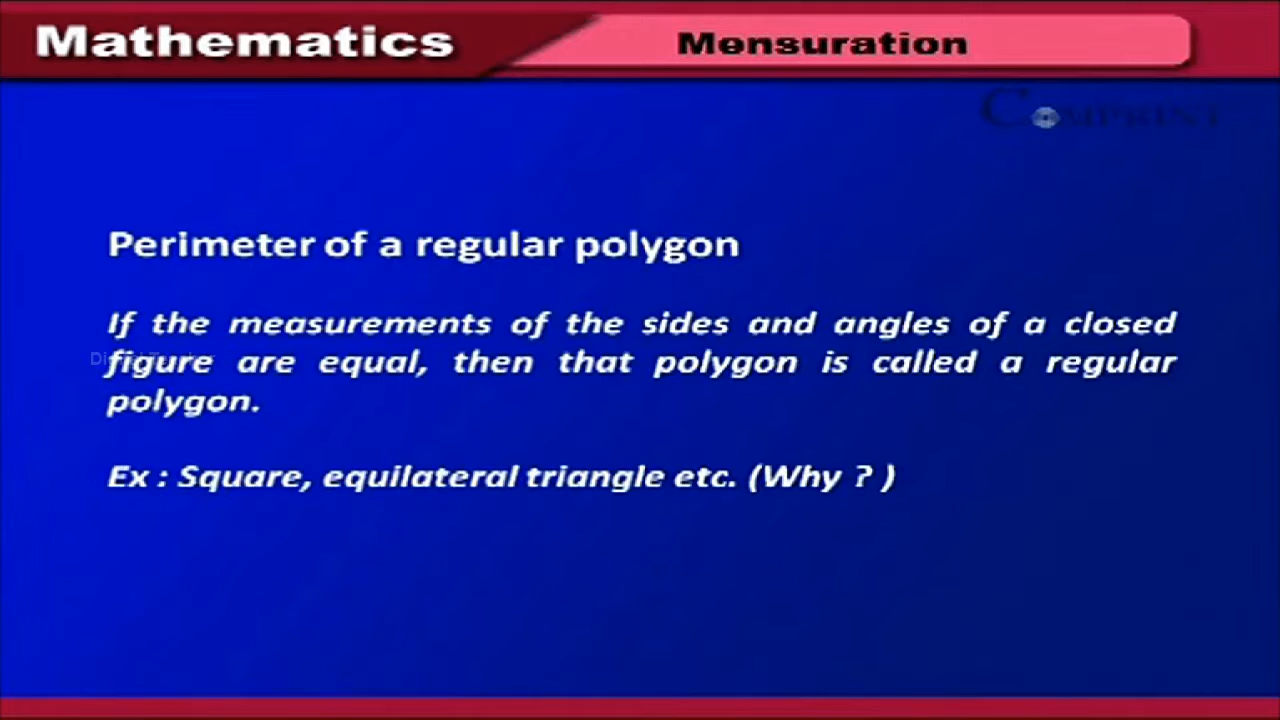 Mathematics
Mensuration
COMPRINT
Perimeter of a regular polygon
If the measurements of the sides and angles of a closed
figure are equal, then that polygon is called a regular
polygon.
Ex : Square, equilateral triangle etc. (Why ? )